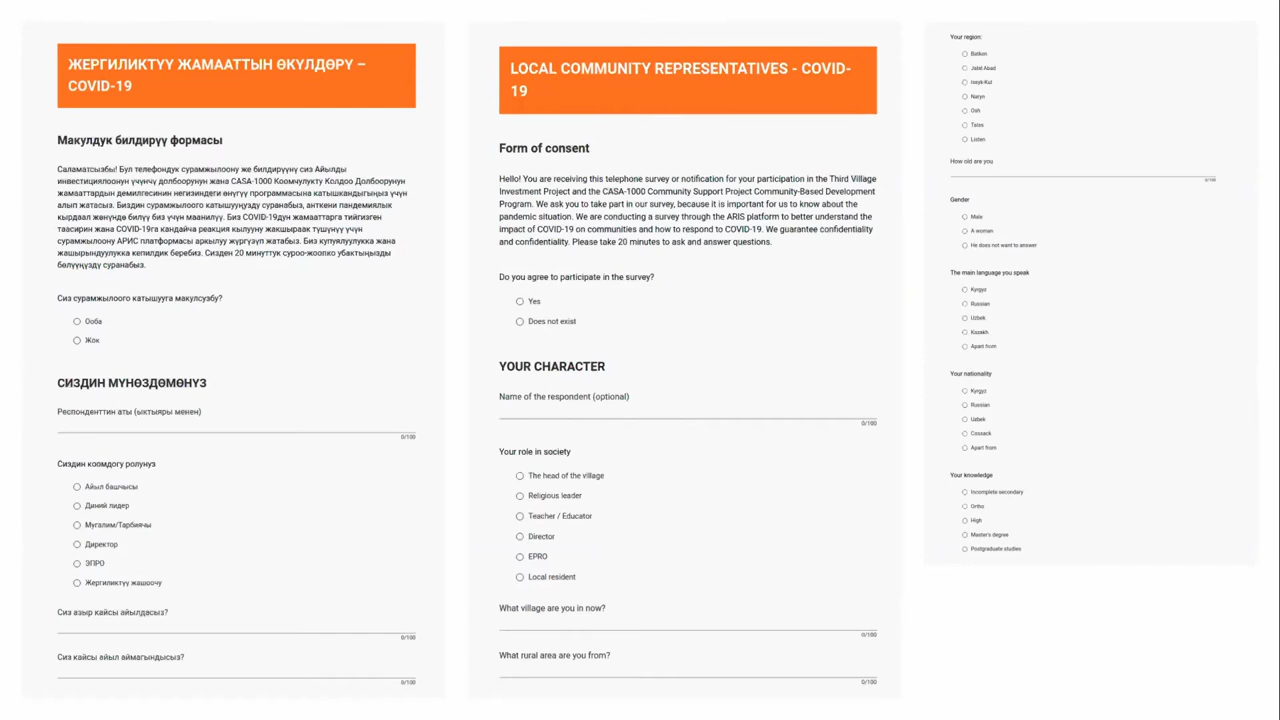 ЖЕРГИЛИКТҮҮ ЖАМААТТЫН ӨКҮЛДӨРҮ –
COVID-19
Макулдук билдирүү формасы
Саламатсызбы! Бул телефондук сурамжылоону же билдирүүнү сиз Айылды
инвестициялоонун үчүнчү долбоорунун жана CASA-1000 Коомчулукту Колдоо Долбоорунун
жамааттардын демилгесинин негизиндеги өнүгүү программасына катышкандыгыңыз үчүн
алып жатасыз. Биздин сурамжылоого катышууңузду суранабыз, анткени пандемиялык
кырдаал жөнүндө билүү биз үчүн маанилүү. Биз COVID-19дун жамааттарга тийгизген
таасирин жана COVID-19га кандайча реакция кылууну жакшыраак түшүнүү үчүн
сурамжылоону АРИС платформасы аркылуу жүргүзүп жатабыз. Биз купуялуулукка жана
жашыруундуулукка кепилдик беребиз. Сизден 20 минуттук суроо-жоопко убактыңызды
бөлүүңүздү суранабыз.
Сиз сурамжылоого катышууга макулсузбу?
Ооба
Жок
СИЗДИН МҮНӨЗДӨМӨҢҮЗ
Респонденттин аты (ыктыяры менен)
0/100
Сиздин коомдогу ролунуз
Айыл башчысы
Диний лидер
Мугалим/Тарбиячы
Директор
ЭПРО
Жергиликтүү жашоочу
Сиз азыр кайсы айылдасыз?
0/100
Сиз кайсы айыл аймагындысыз?
0/100
LOCAL COMMUNITY REPRESENTATIVES - COVID-
19
Form of consent
Hello! You are receiving this telephone survey or notification for your participation in the Third Village
Investment Project and the CASA-1000 Community Support Project Community-Based Development
Program. We ask you to take part in our survey, because it is important for us to know about the
pandemic situation. We are conducting a survey through the ARIS platform to better understand the
impact of COVID-19 on communities and how to respond to COVID-19. We guarantee confidentiality
and confidentiality. Please take 20 minutes to ask and answer questions.
Do you agree to participate in the survey?
Yes
Does not exist
YOUR CHARACTER
Name of the respondent (optional)
0/100
Your role in society
The head of the village
Religious leader
Teacher / Educator
Director
EPRO
Local resident
What village are you in now?
0/100
What rural area are you from?
0/100
Your region:
Batken
Jalal Abad
Issyk-Kul
Naryn
Osh
Talas
Listen
How old are you
0/100
Gender
Male
A woman
He does not want to answer
The main language you speak
Kyrgyz
Russian
Uzbek
Kazakh
Apart from
Your nationality
Kyrgyz
Russian
Uzbek
Cossack
Apart from
Your knowledge
Incomplete secondary
Ortho
High
Master's degree
Postgraduate studies